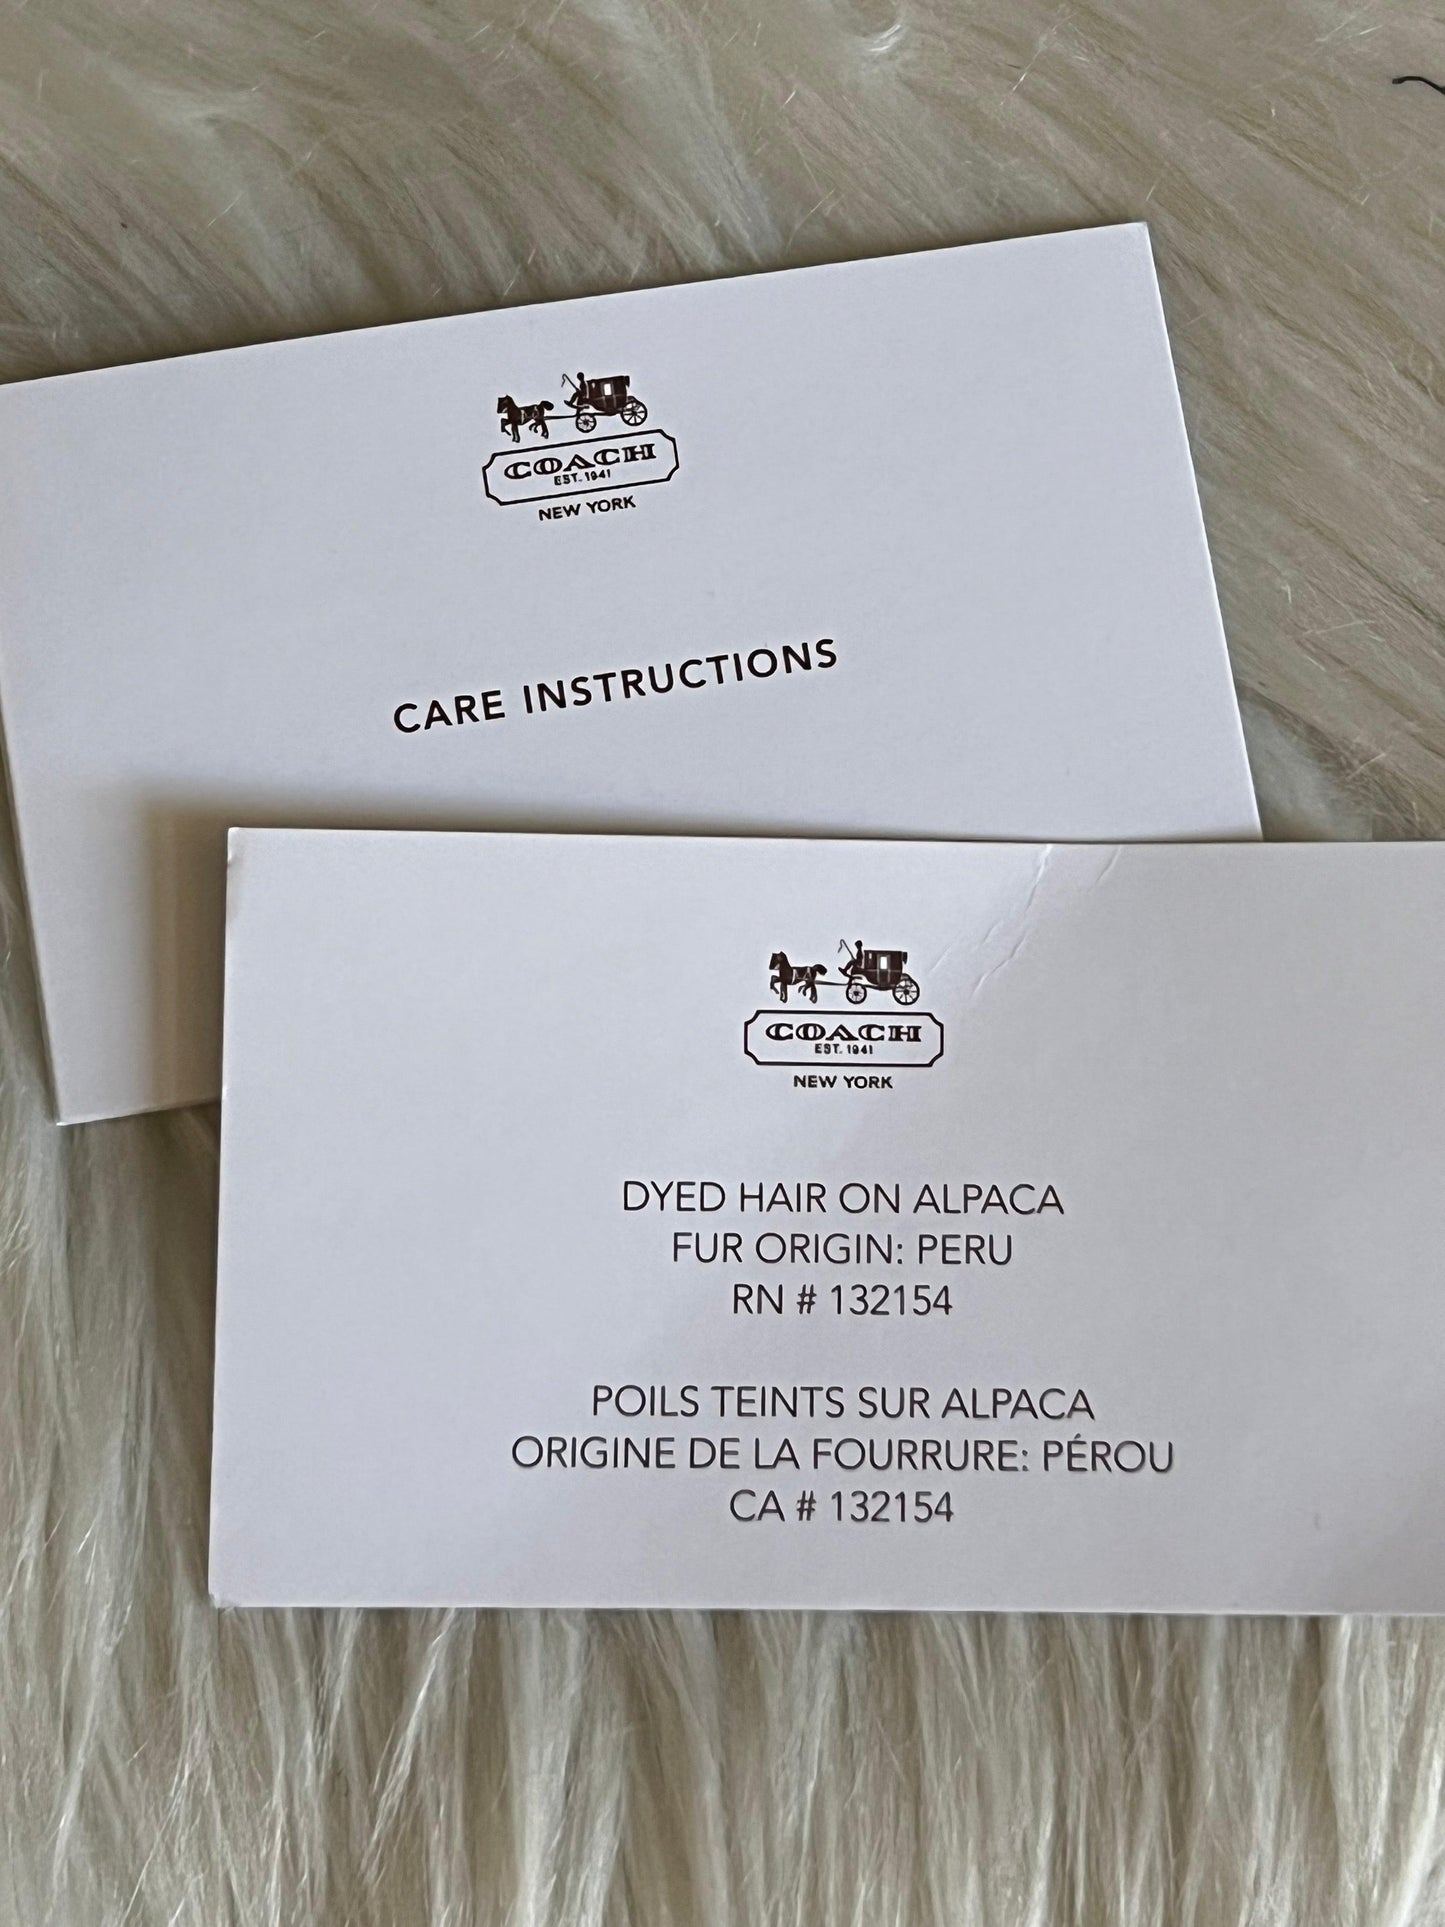 COACH
EST. 1941
NEW YORK
CARE INSTRUCTIONS
COACH
EST. 1941
NEW YORK
DYED HAIR ON ALPACA
FUR ORIGIN: PERU
RN # 132154
POILS TEINTS SUR ALPACA
ORIGINE DE LA FOURRURE: PÉROU
CA # 132154